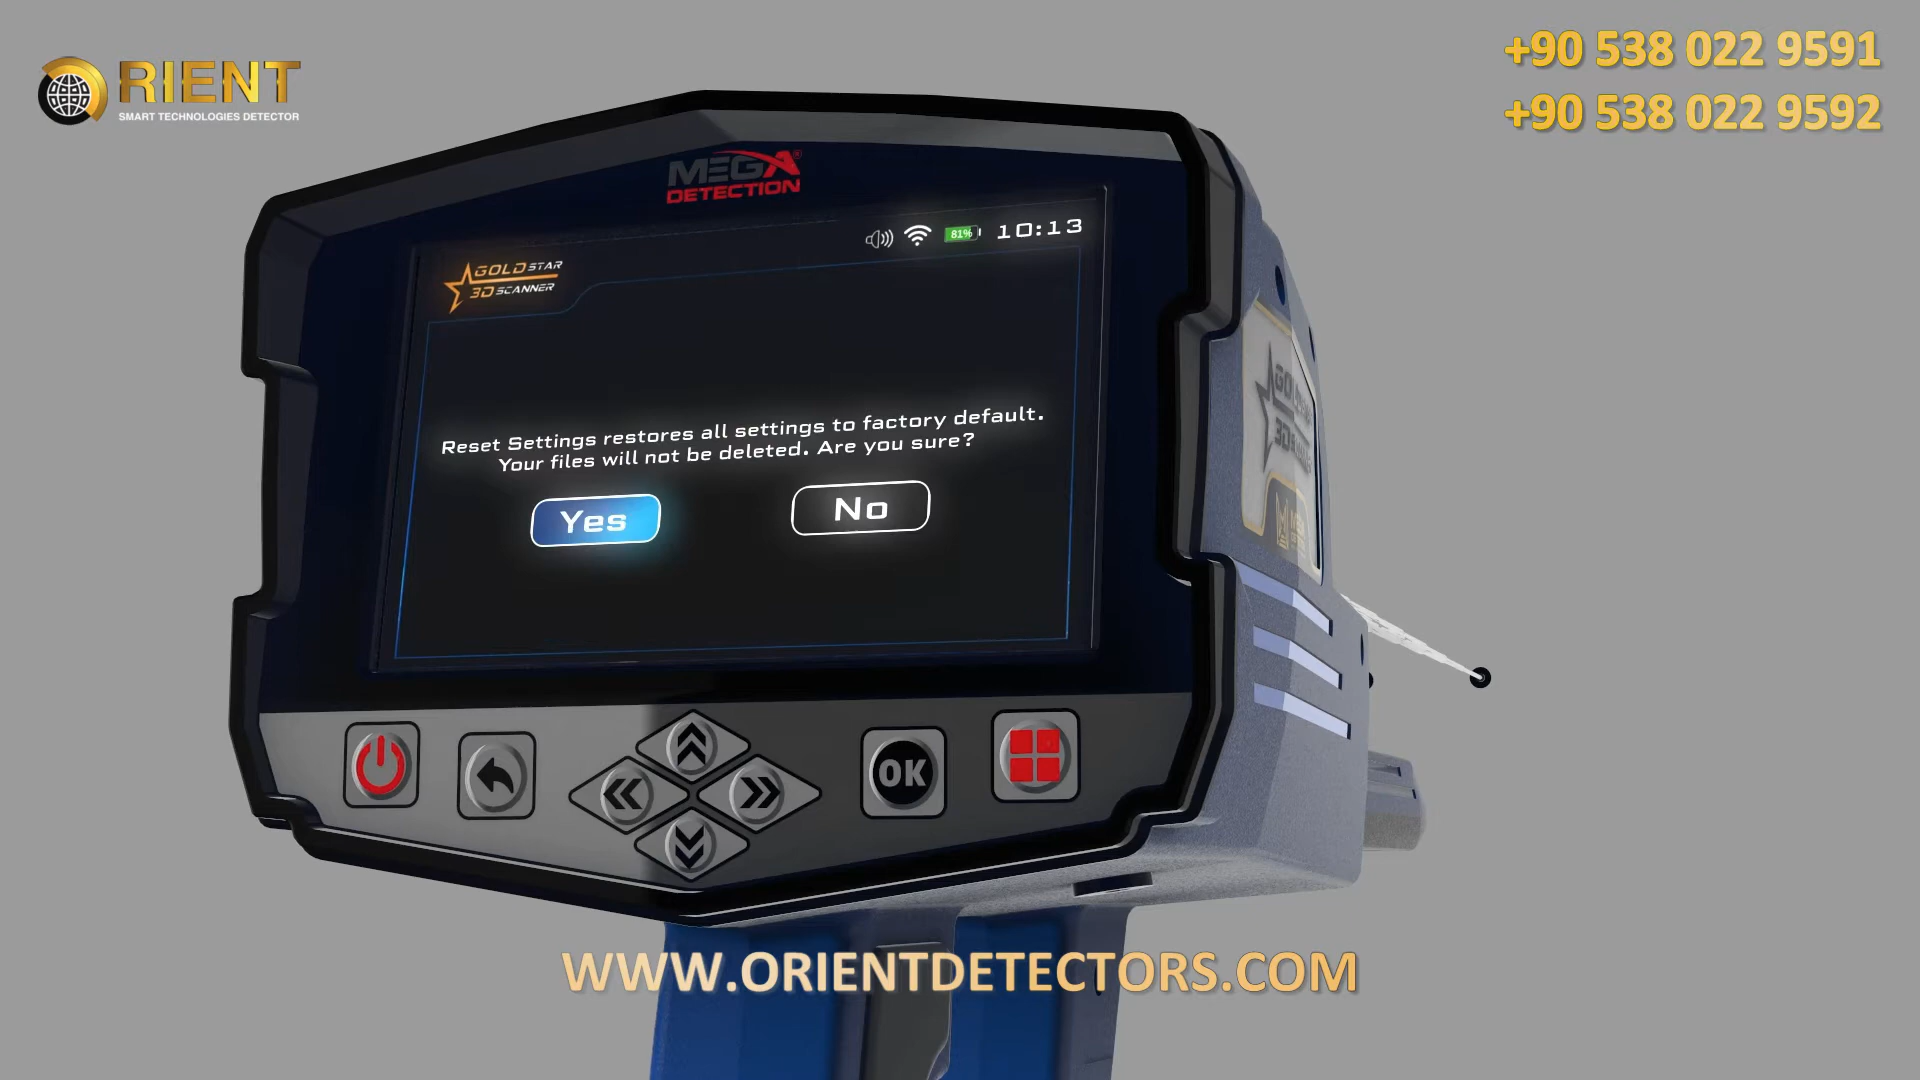 RIENT
SMART TECHNOLOGIES DETECTOR
+90 538 022 9591
+90 538 022 9592
MEGA
DETECTION
81%
10:13
GOLD STAR
3D SCANNER
Reset Settings restores all settings to factory default.
Your files will not be deleted. Are you sure?
Yes
No
OK
WWW.ORIENTDETECTORS.COM